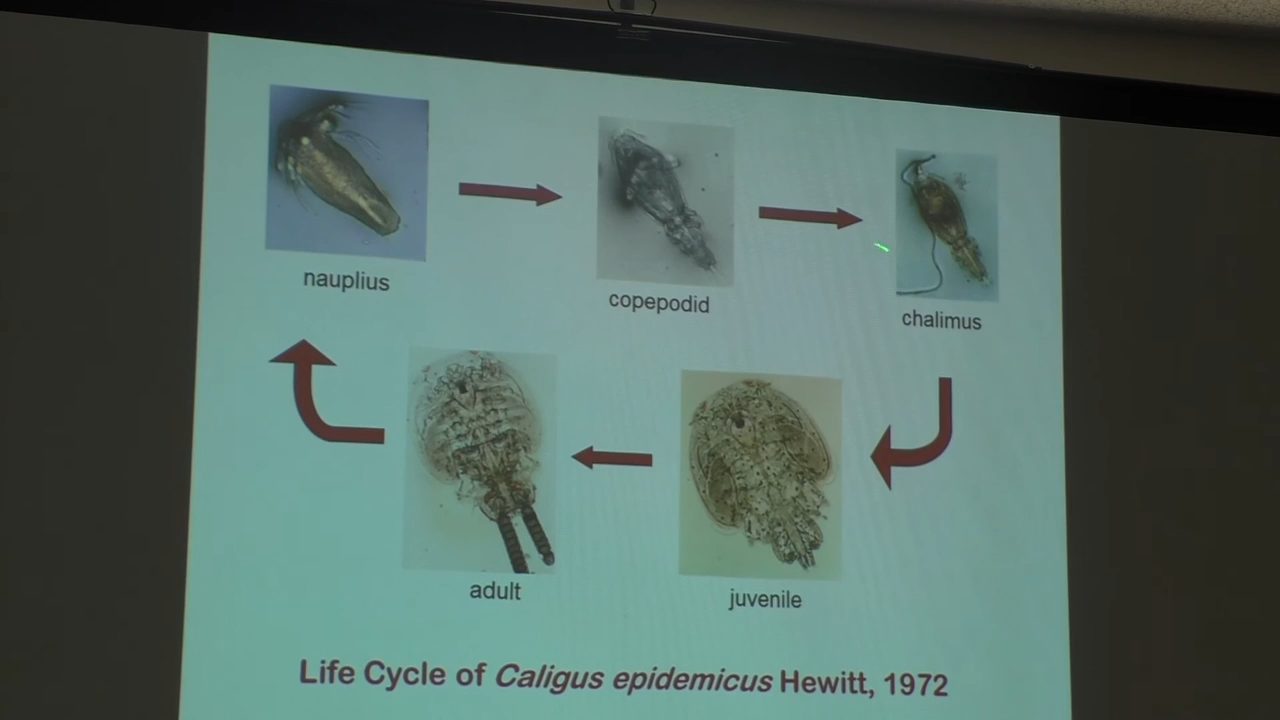 nauplius
copepodid
chalimus
adult
juvenile
Life Cycle of Caligus epidemicus Hewitt, 1972